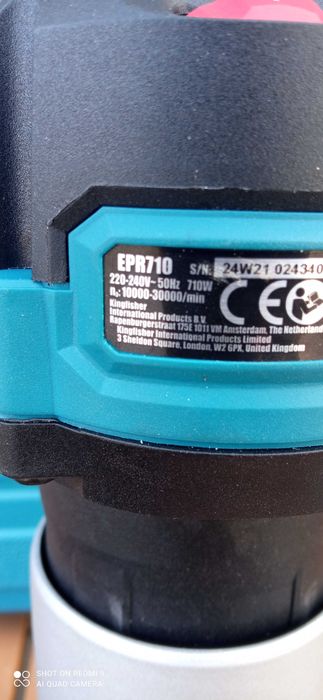 EPR710 S/N. 24W21 024340
220-240V~ 50Hz 710W
n₀: 10000-30000/min
Kingfisher
International Products B.V.
Rapenburgerstraat 175E 1011 VM Amsterdam, The Netherland
Kingfisher International Products Limited
3 Sheldon Square, London, W2 6PX, United Kingdom
CE
SHOT ON REDMI 9
AI QUAD CAMERA